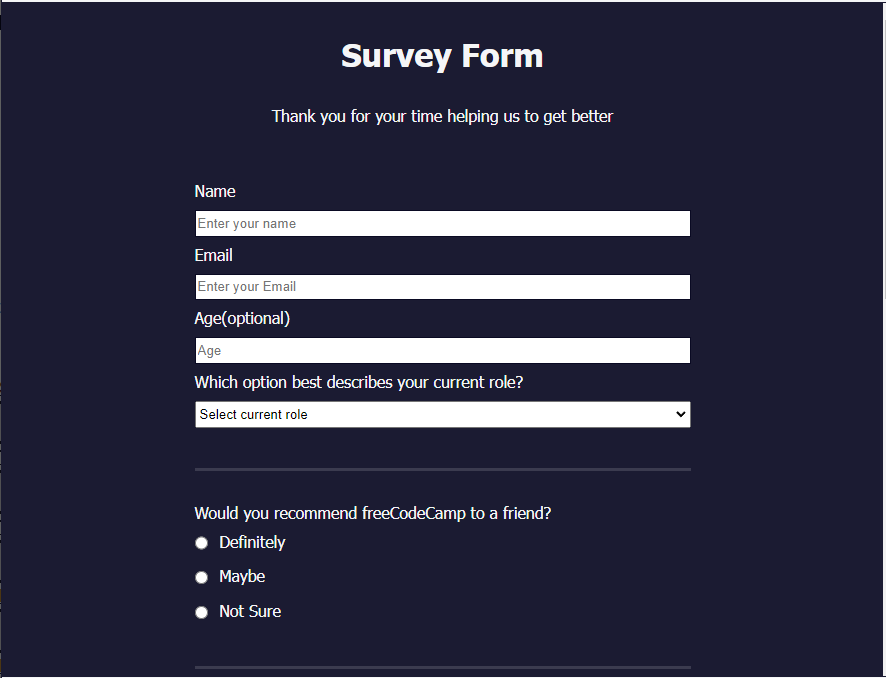 Survey Form
Thank you for your time helping us to get better
Name
Enter your name
Email
Enter your Email
Age(optional)
Age
Which option best describes your current role?
Select current role
Would you recommend freeCodeCamp to a friend?
Definitely
Maybe
Not Sure